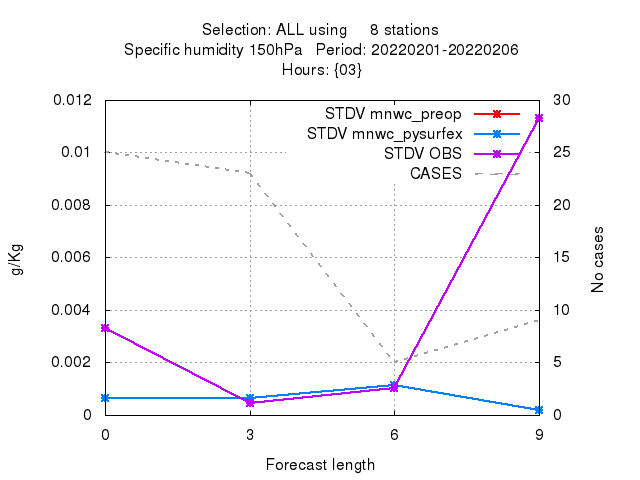 Selection: ALL using     8 stations
Specific humidity 150hPa   Period: 20220201-20220206
Hours: {03}
0.012
0.01
0.008
0.006
0.004
0.002
0
g/Kg
STDV mnwc_preop
STDV mnwc_pysurfex
STDV OBS
CASES
30
25
20
15
10
5
0
No cases
0
3
6
9
Forecast length